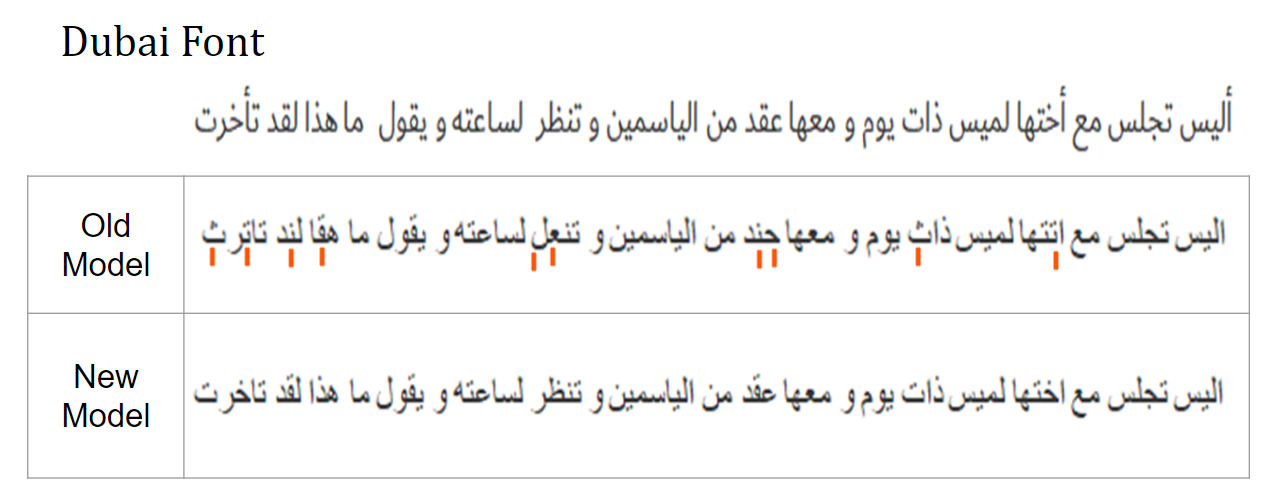 Dubai Font
أليس تجلس مع أختها لميس ذات يوم و معها عقد من الياسمين و تنظر لساعته و يقول ما هذا لقد تأخرت
Old Model
اليس تجلس مع اتتها لميس ذاث يوم و معها جند من الياسمين و تنعل لساعته و يقول ما هقا لند تاتر ث
New Model
اليس تجلس مع اختها لميس ذات يوم و معها عقد من الياسمين و تنظر لساعته و يقول ما هذا لقد تاخر ت